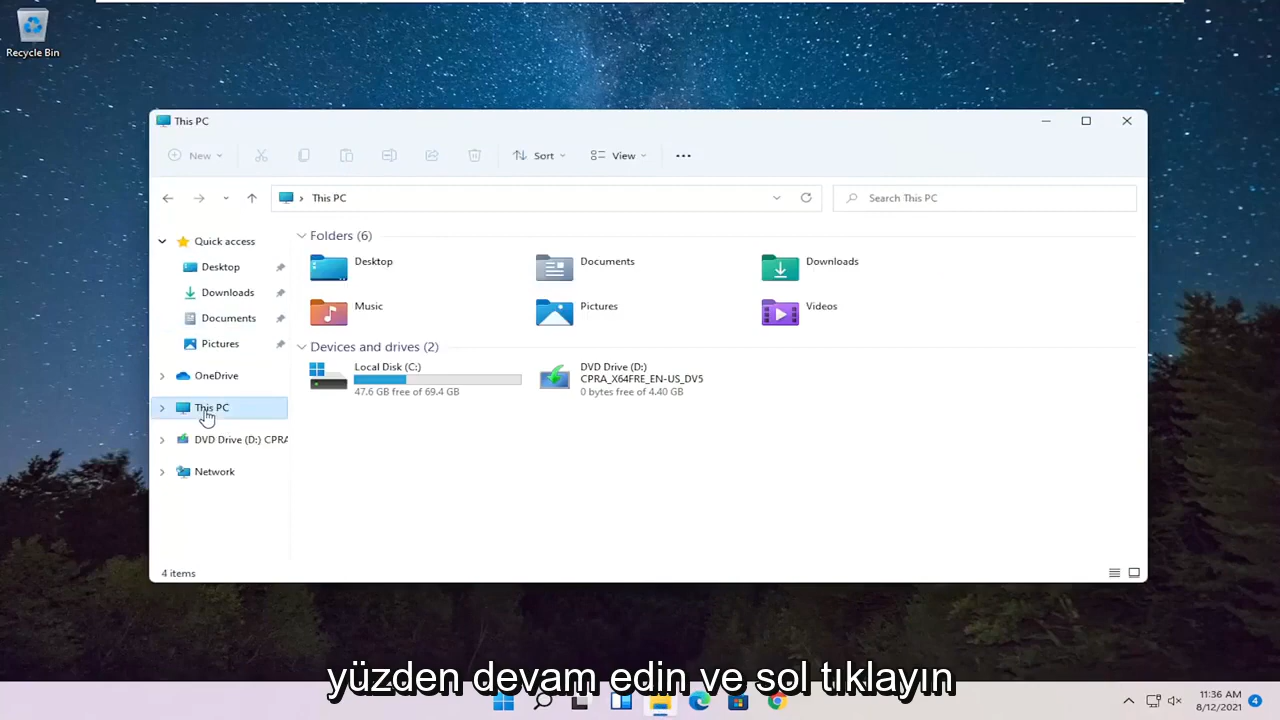 Recycle Bin
This PC
New
Sort
View
This PC
Search This PC
Quick access
Desktop
Downloads
Documents
Pictures
OneDrive
This PC
DVD Drive (D:) CPRA
Network
Folders (6)
Desktop
Documents
Downloads
Music
Pictures
Videos
Devices and drives (2)
Local Disk (C:)
47.6 GB free of 69.4 GB
DVD Drive (D:)
CPRA_X64FRE_EN-US_DV5
0 bytes free of 4.40 GB
4 items
yüzden devam edin ve sol tıklayın
11:36 AM
8/12/2021
4